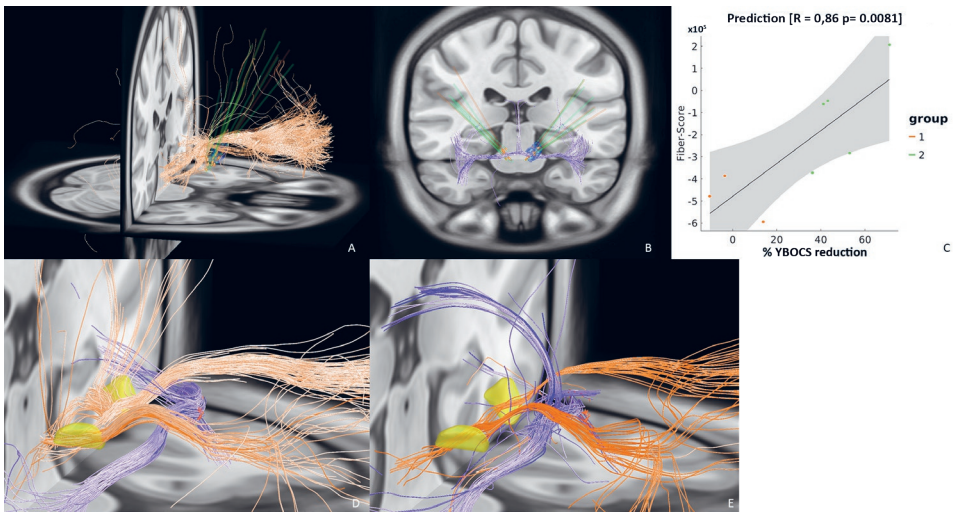 A
B
Prediction [R = 0,86 p= 0.0081]
x10⁵
2
1
0
-1
-2
-3
-4
-5
-6
Fiber-Score
0
20
40
60
% YBOCS reduction
group
1
2
C
D
E